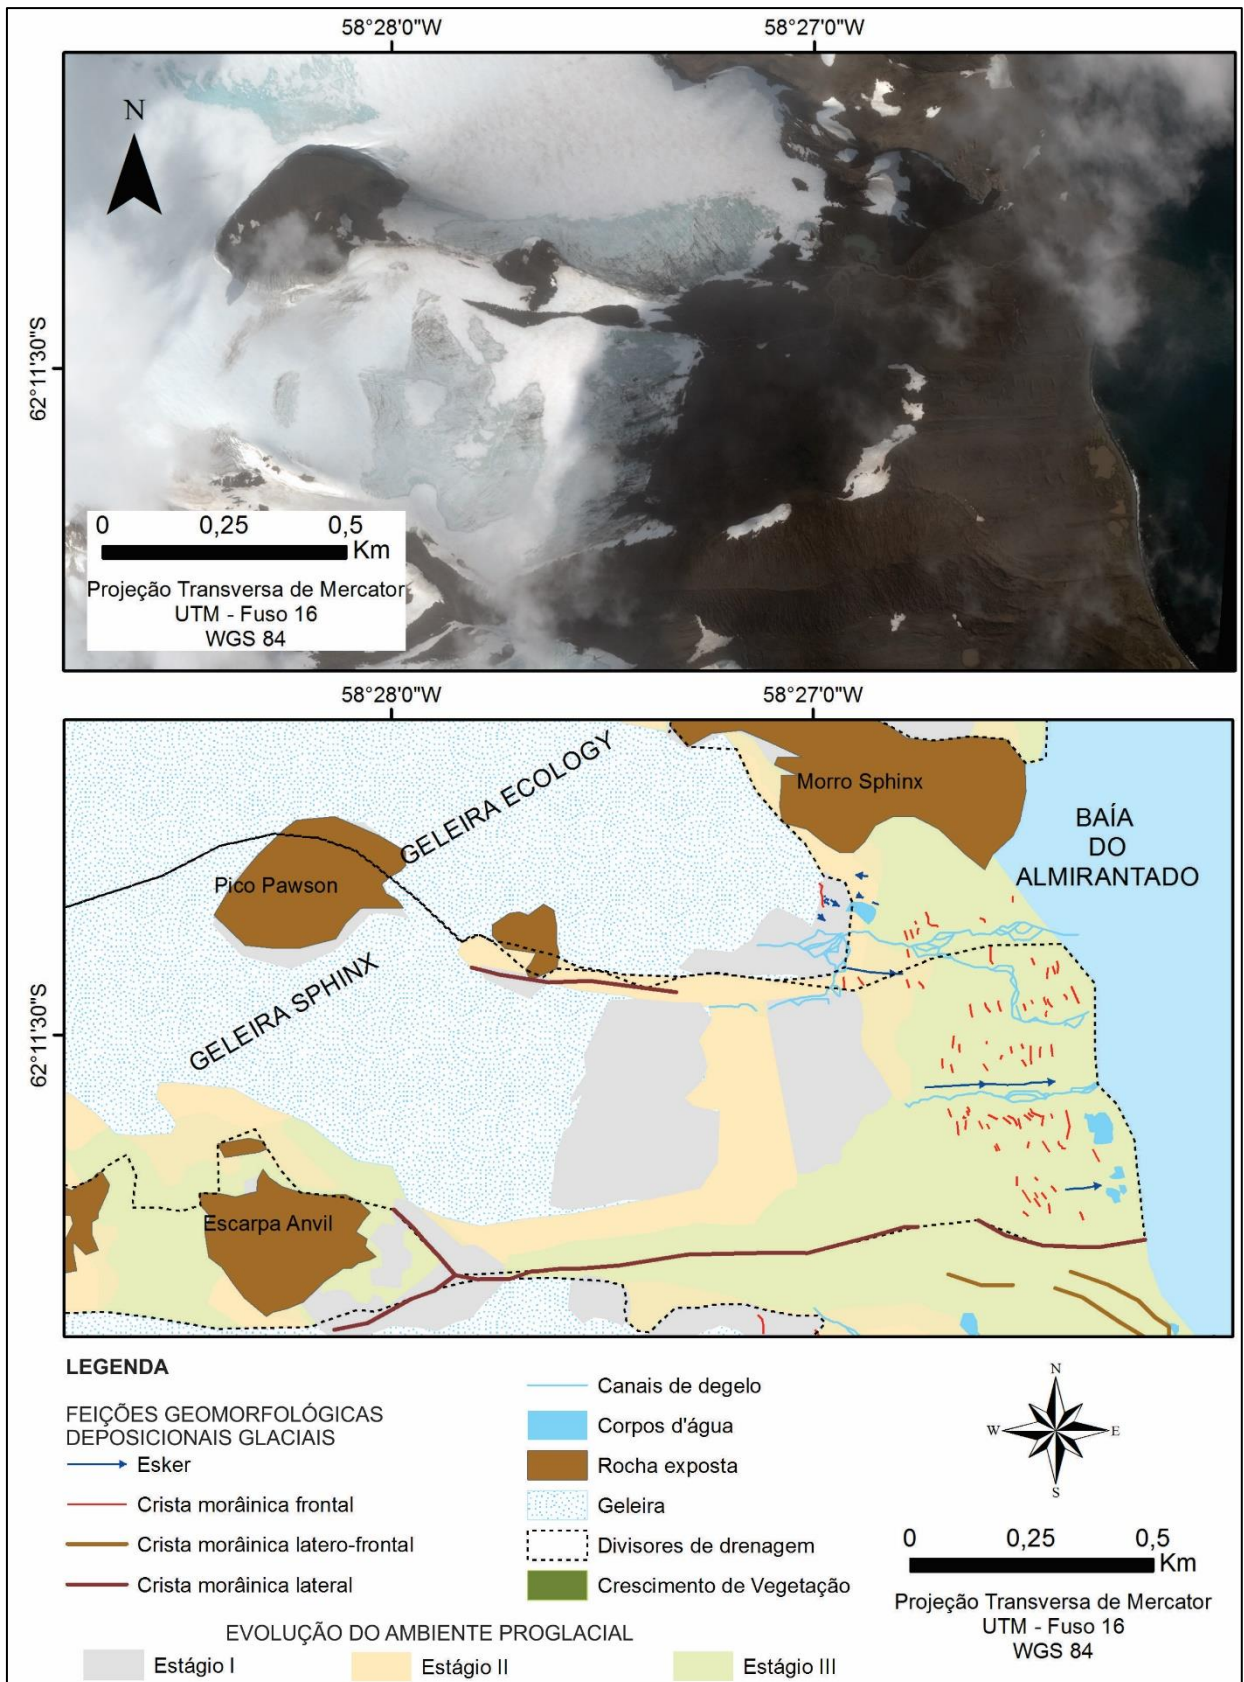 58°28'0"W
58°27'0"W
N
62°11'30"S
0 0,25 0,5
Km
Projeção Transversa de Mercator
UTM - Fuso 16
WGS 84
58°28'0"W
58°27'0"W
GELEIRA ECOLOGY
Morro Sphinx
BAÍA
DO
ALMIRANTADO
Pico Pawson
GELEIRA SPHINX
62°11'30"S
Escarpa Anvil
LEGENDA
FEIÇÕES GEOMORFOLÓGICAS
DEPOSICIONAIS GLACIAIS
Esker
Crista morâinica frontal
Crista morâinica latero-frontal
Crista morâinica lateral
Canais de degelo
Corpos d'água
Rocha exposta
Geleira
Divisores de drenagem
Crescimento de Vegetação
N
W E
S
0 0,25 0,5
Km
Projeção Transversa de Mercator
UTM - Fuso 16
WGS 84
EVOLUÇÃO DO AMBIENTE PROGLACIAL
Estágio I
Estágio II
Estágio III